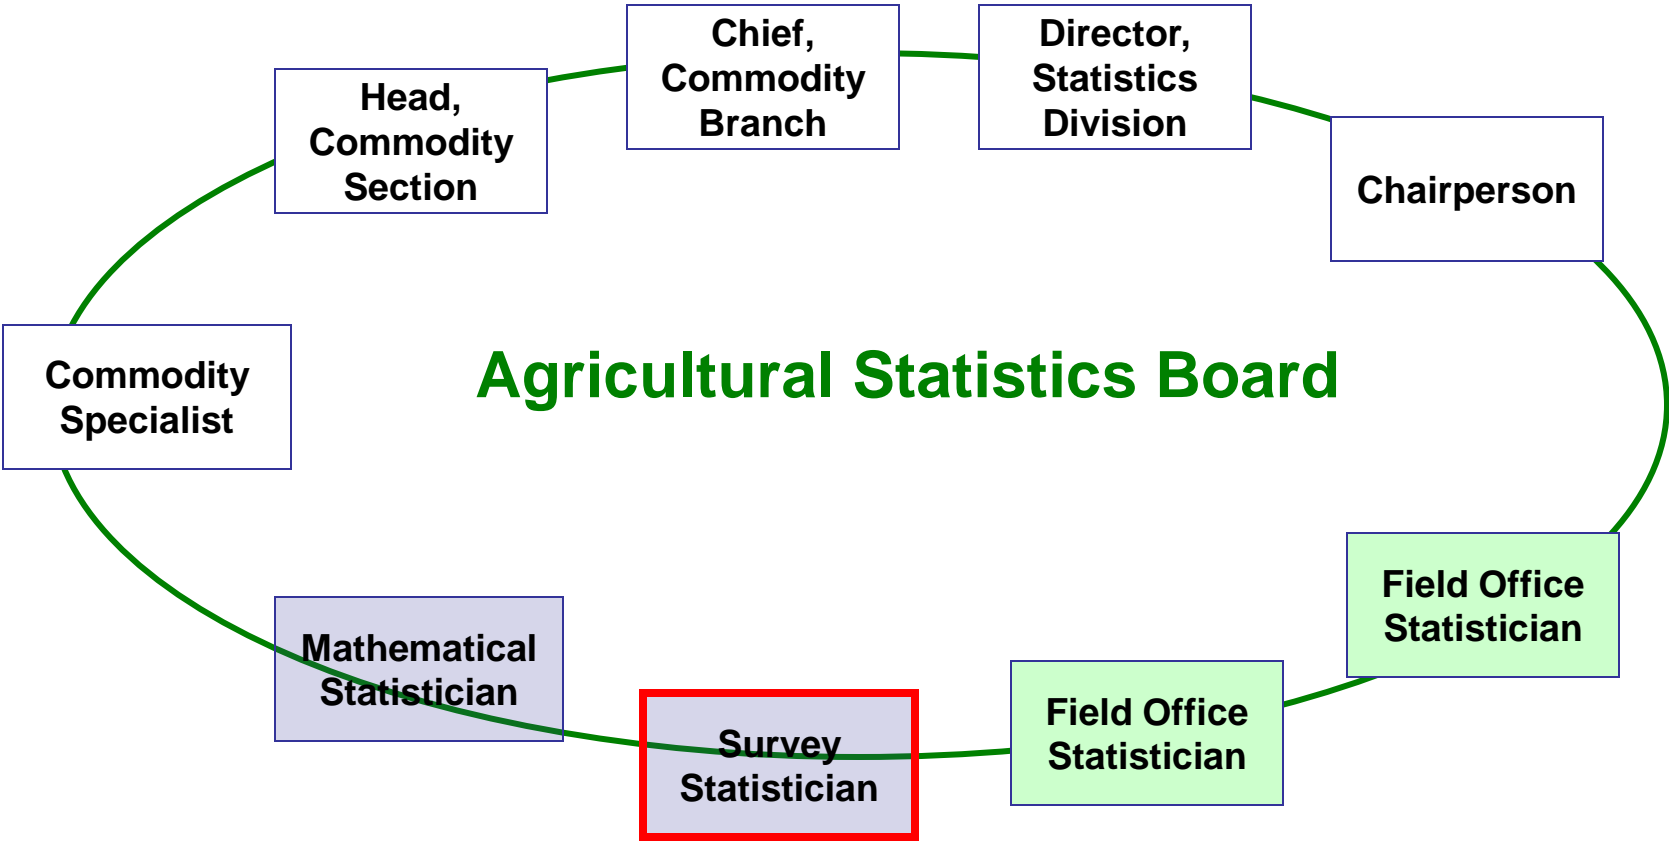 Chief,
Commodity
Branch
Director,
Statistics
Division
Head,
Commodity
Section
Chairperson
Commodity
Specialist
Agricultural Statistics Board
Mathematical
Statistician
Survey
Statistician
Field Office
Statistician
Field Office
Statistician